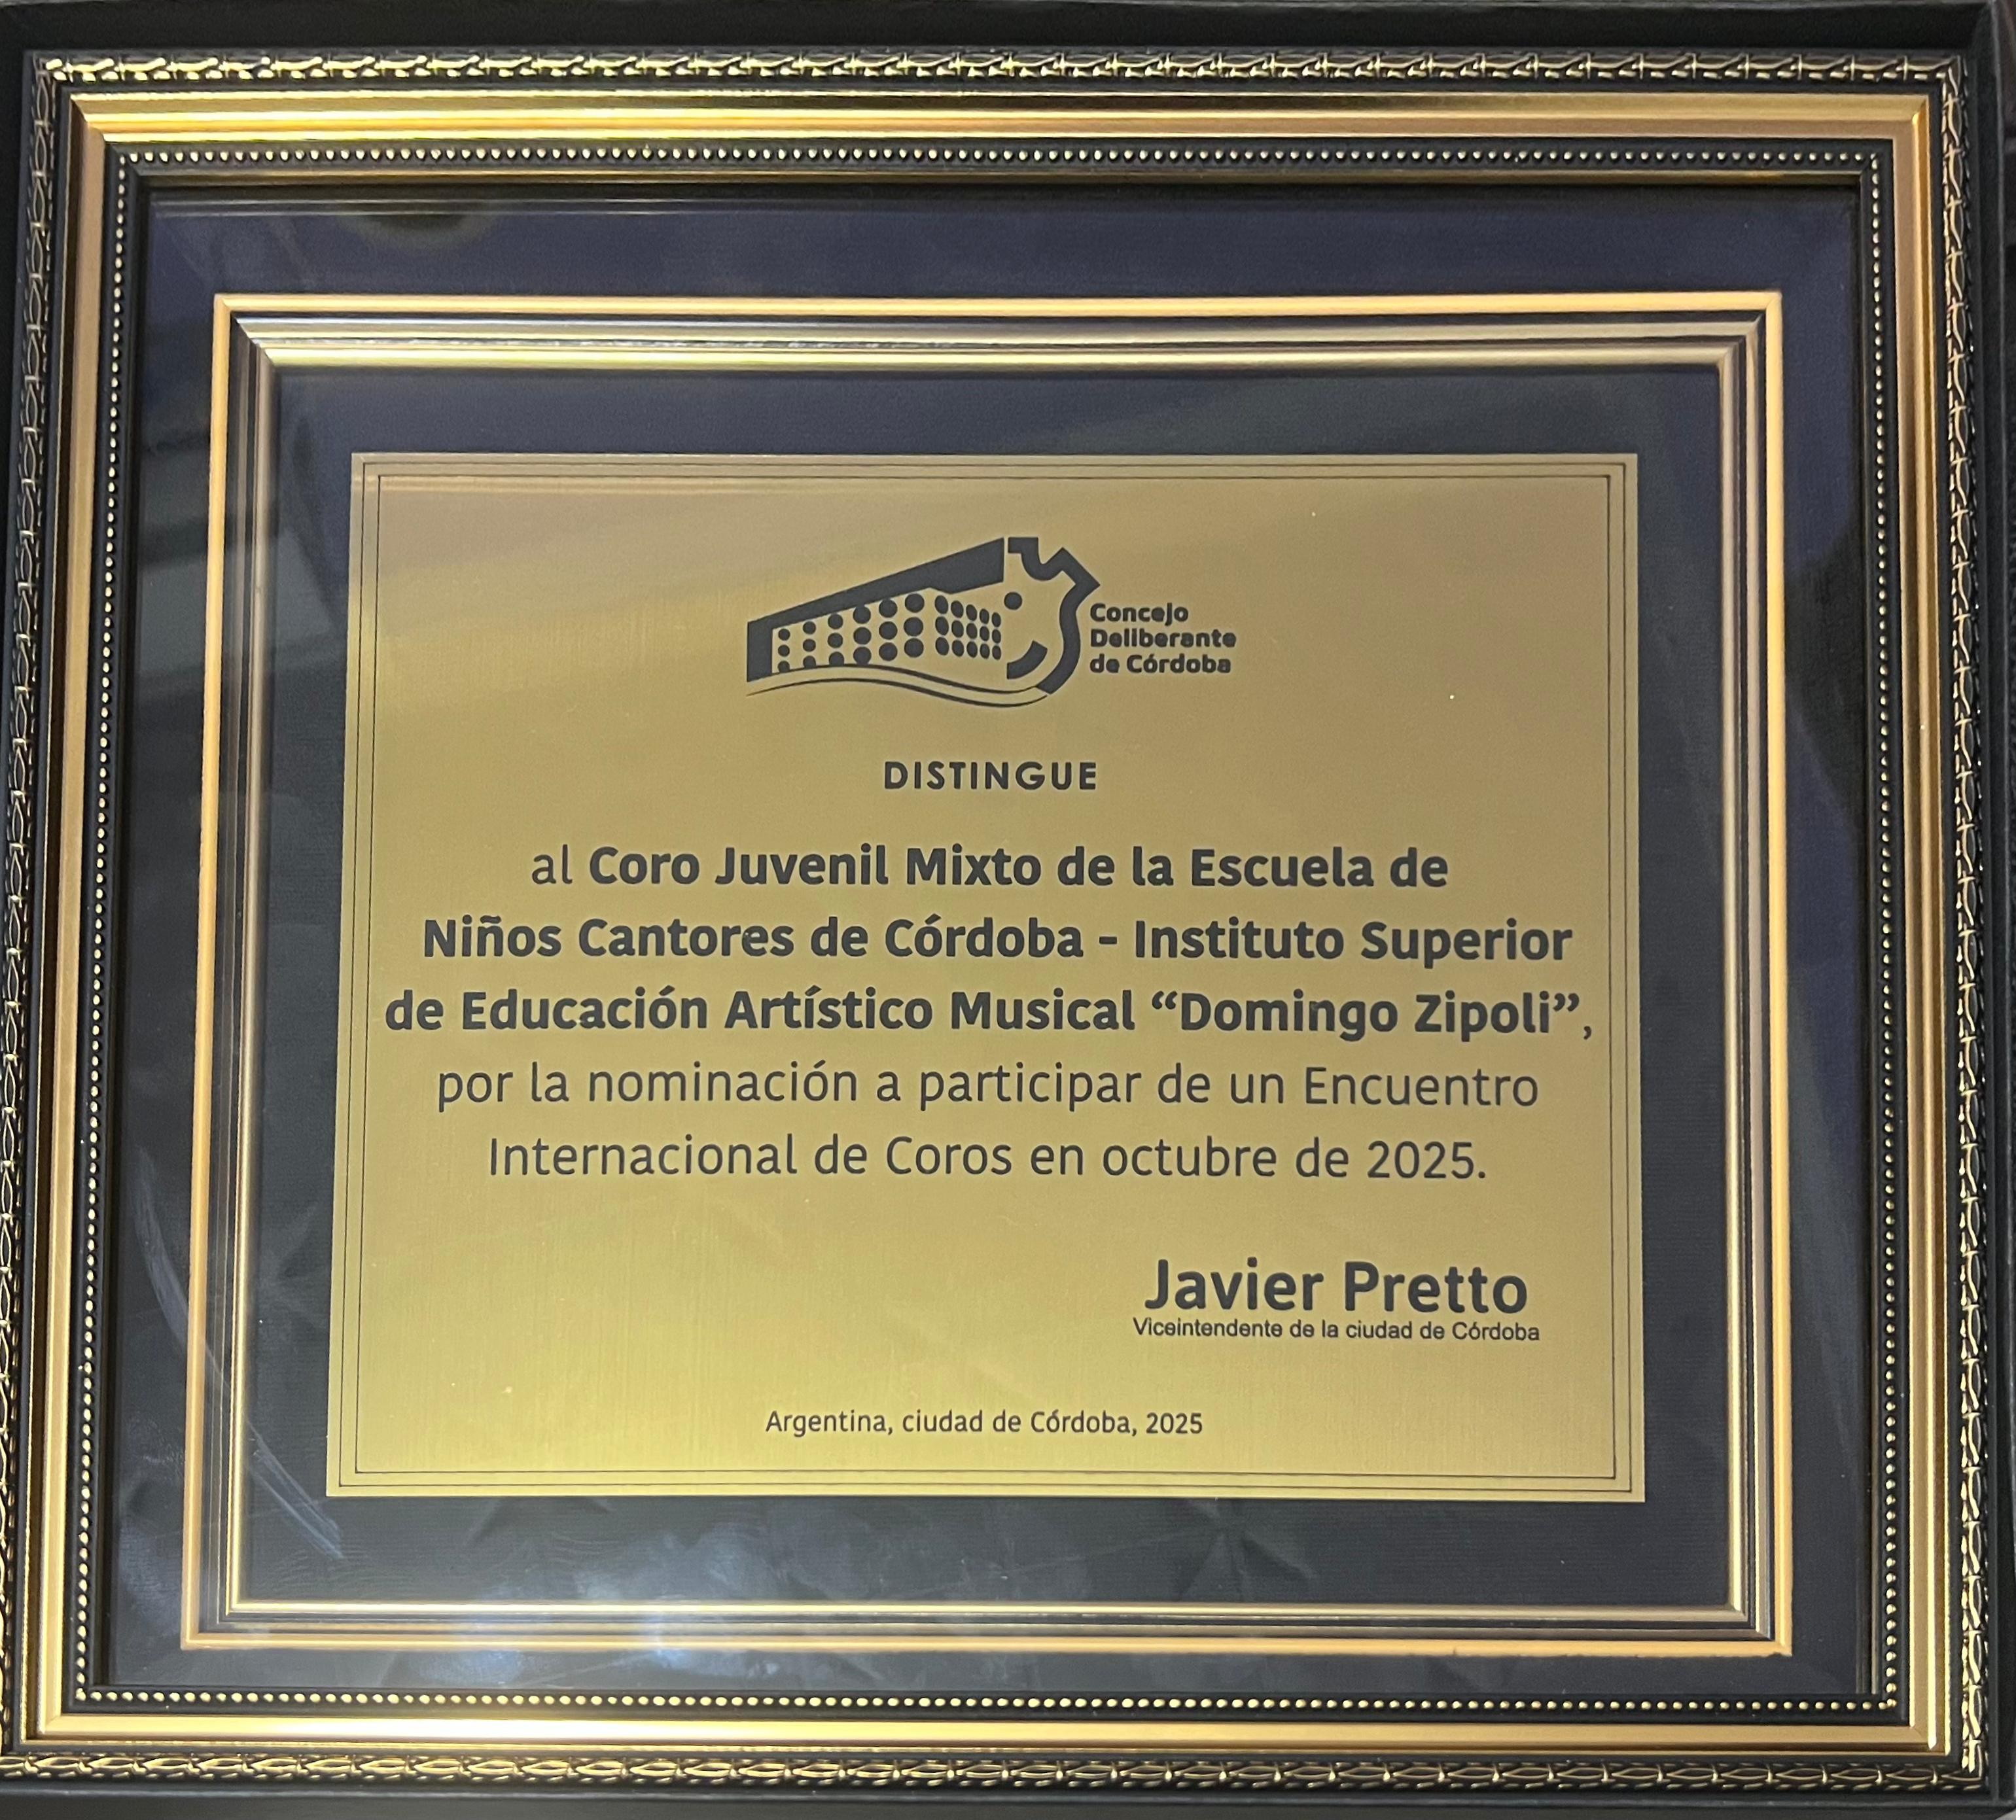 Concejo
Deliberante
de Córdoba
DISTINGUE
al Coro Juvenil Mixto de la Escuela de
Niños Cantores de Córdoba - Instituto Superior
de Educación Artístico Musical “Domingo Zipoli”,
por la nominación a participar de un Encuentro
Internacional de Coros en octubre de 2025.
Javier Pretto
Viceintendente de la ciudad de Córdoba
Argentina, ciudad de Córdoba, 2025